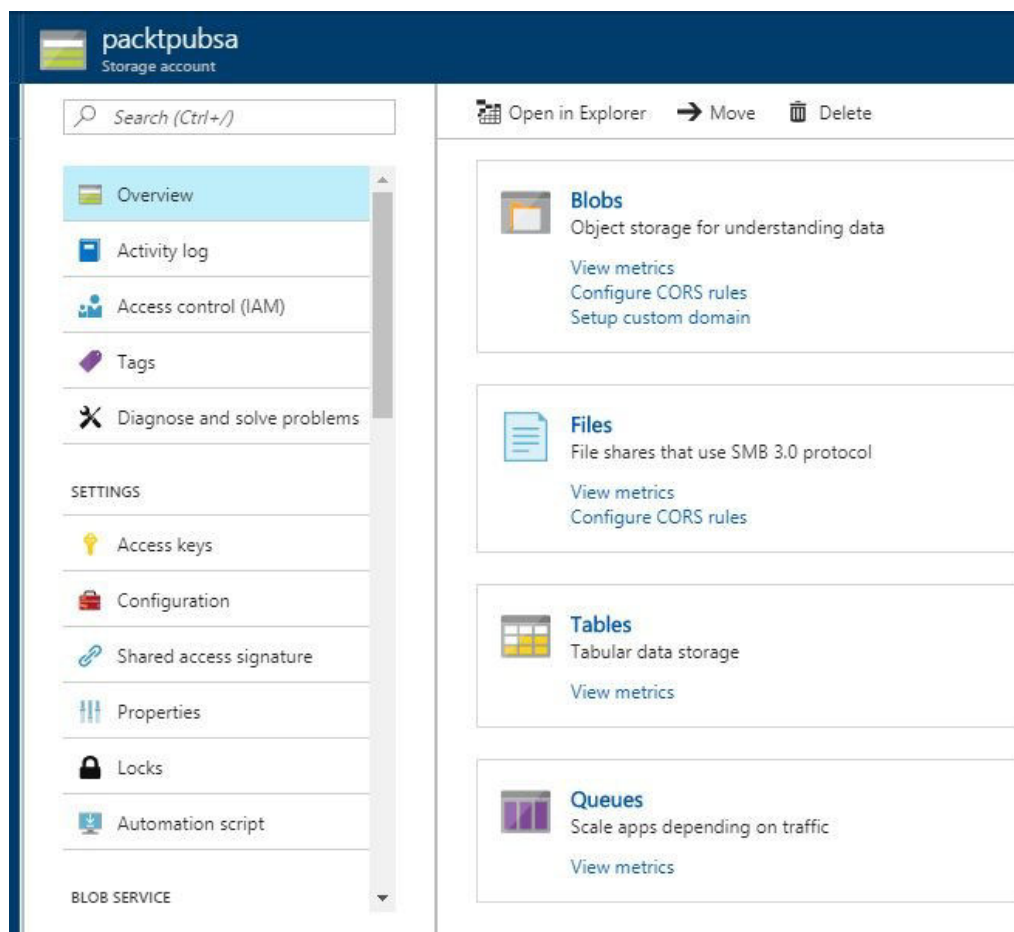 packtpubsa
Storage account
Search (Ctrl+/)
Overview
Activity log
Access control (IAM)
Tags
Diagnose and solve problems
SETTINGS
Access keys
Configuration
Shared access signature
Properties
Locks
Automation script
BLOB SERVICE
Open in Explorer Move Delete
Blobs
Object storage for understanding data
View metrics
Configure CORS rules
Setup custom domain
Files
File shares that use SMB 3.0 protocol
View metrics
Configure CORS rules
Tables
Tabular data storage
View metrics
Queues
Scale apps depending on traffic
View metrics